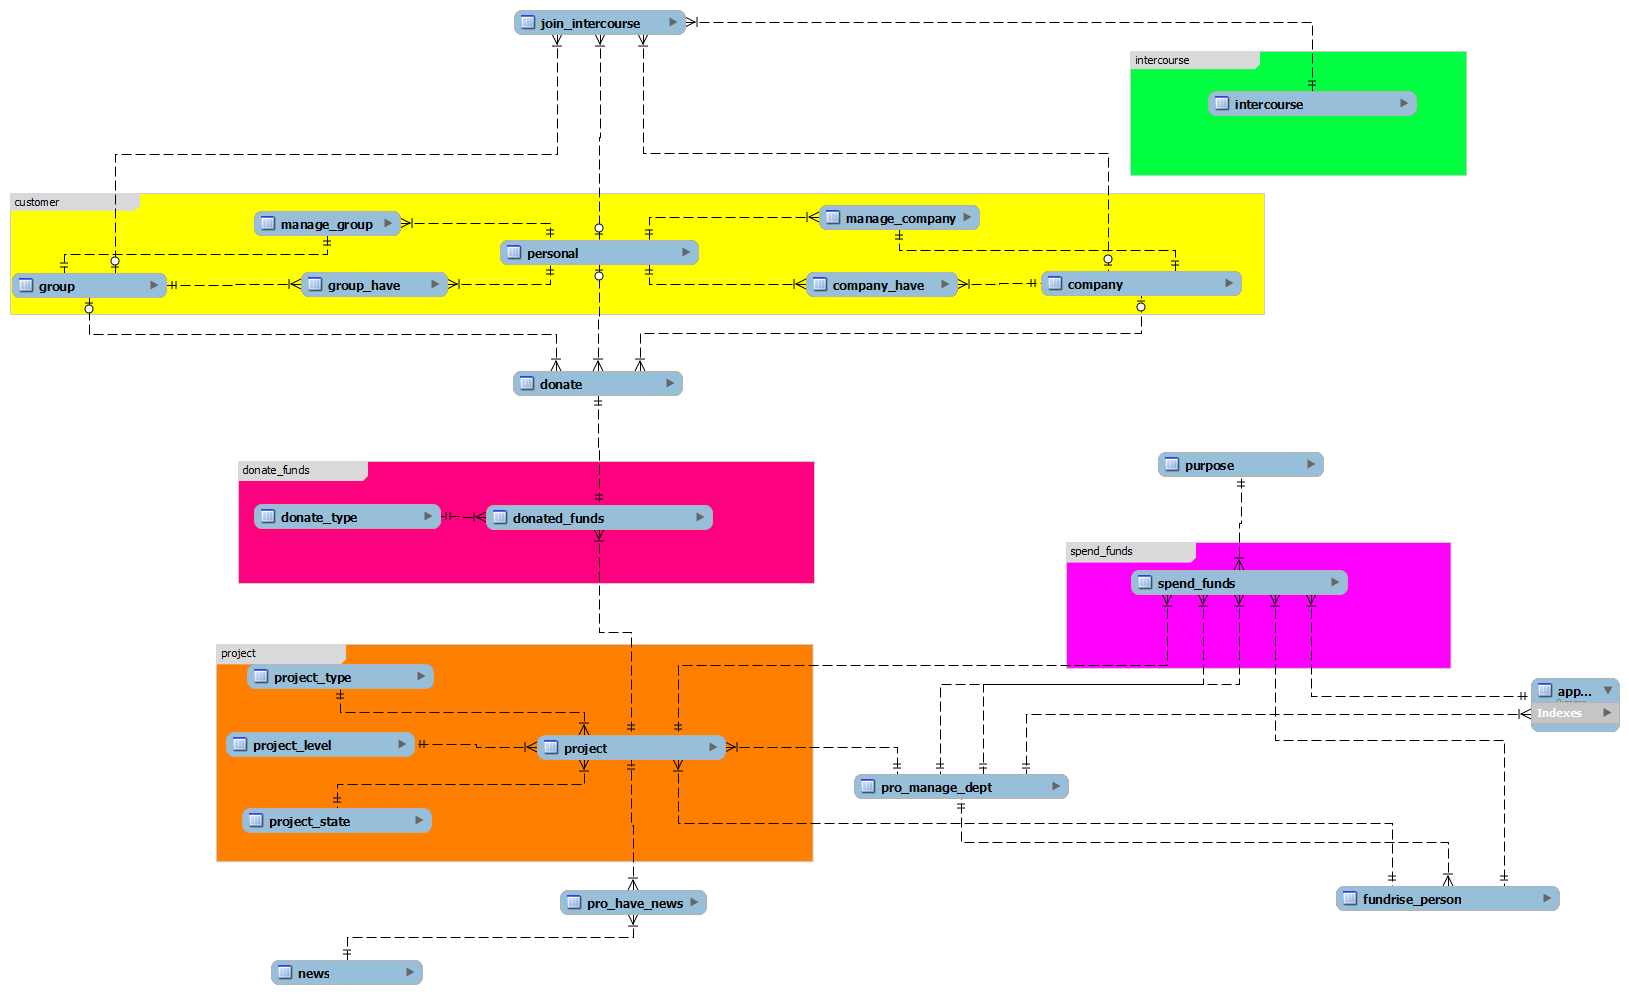 join_intercourse
intercourse
intercourse
customer
manage_group
personal
manage_company
group
group_have
company_have
company
donate
donate_funds
donate_type
donated_funds
purpose
spend_funds
spend_funds
project
project_type
project_level
project
project_state
app...
Indexes
pro_manage_dept
pro_have_news
fundrise_person
news